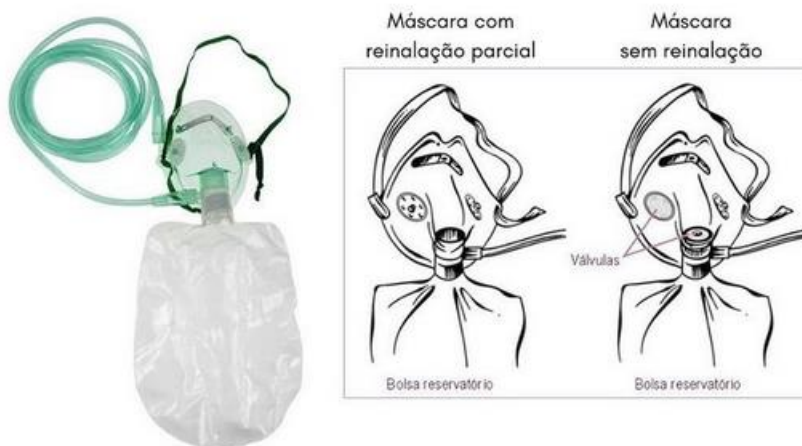 Máscara com
reinalação parcial
Máscara
sem reinalação
Válvulas
Bolsa reservatório
Bolsa reservatório